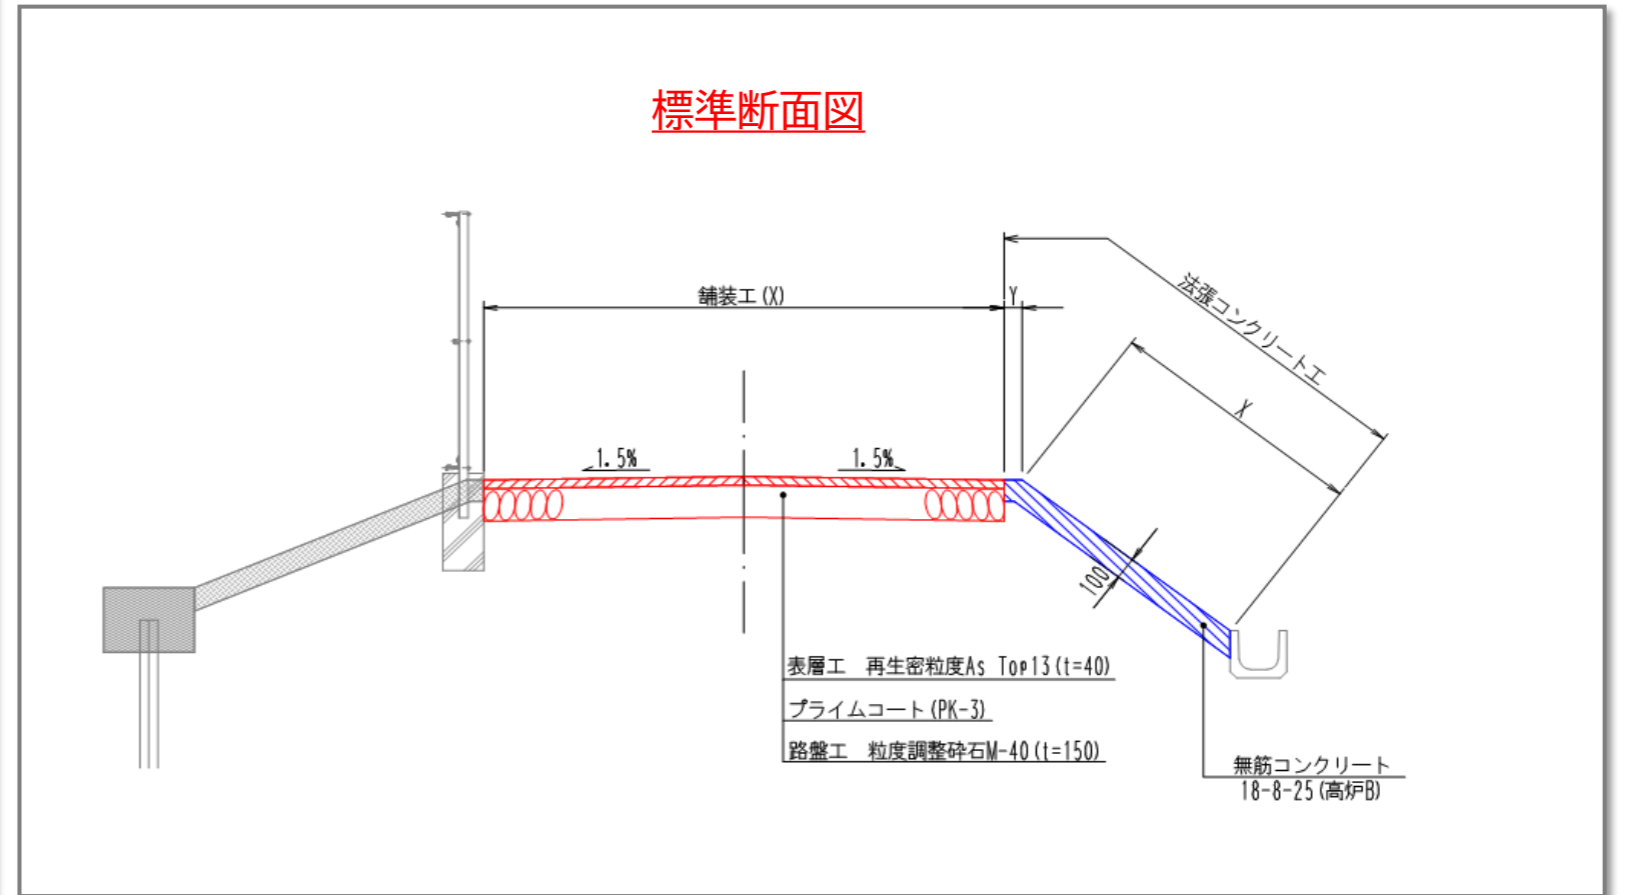 標準断面図
舗装工(X)
Y
法張コンクリート工
X
1.5%
1.5%
100
表層工 再生密粒度As Top13(t=40)
プライムコート(PK-3)
路盤工 粒度調整砕石M-40(t=150)
無筋コンクリート
18-8-25(高炉B)